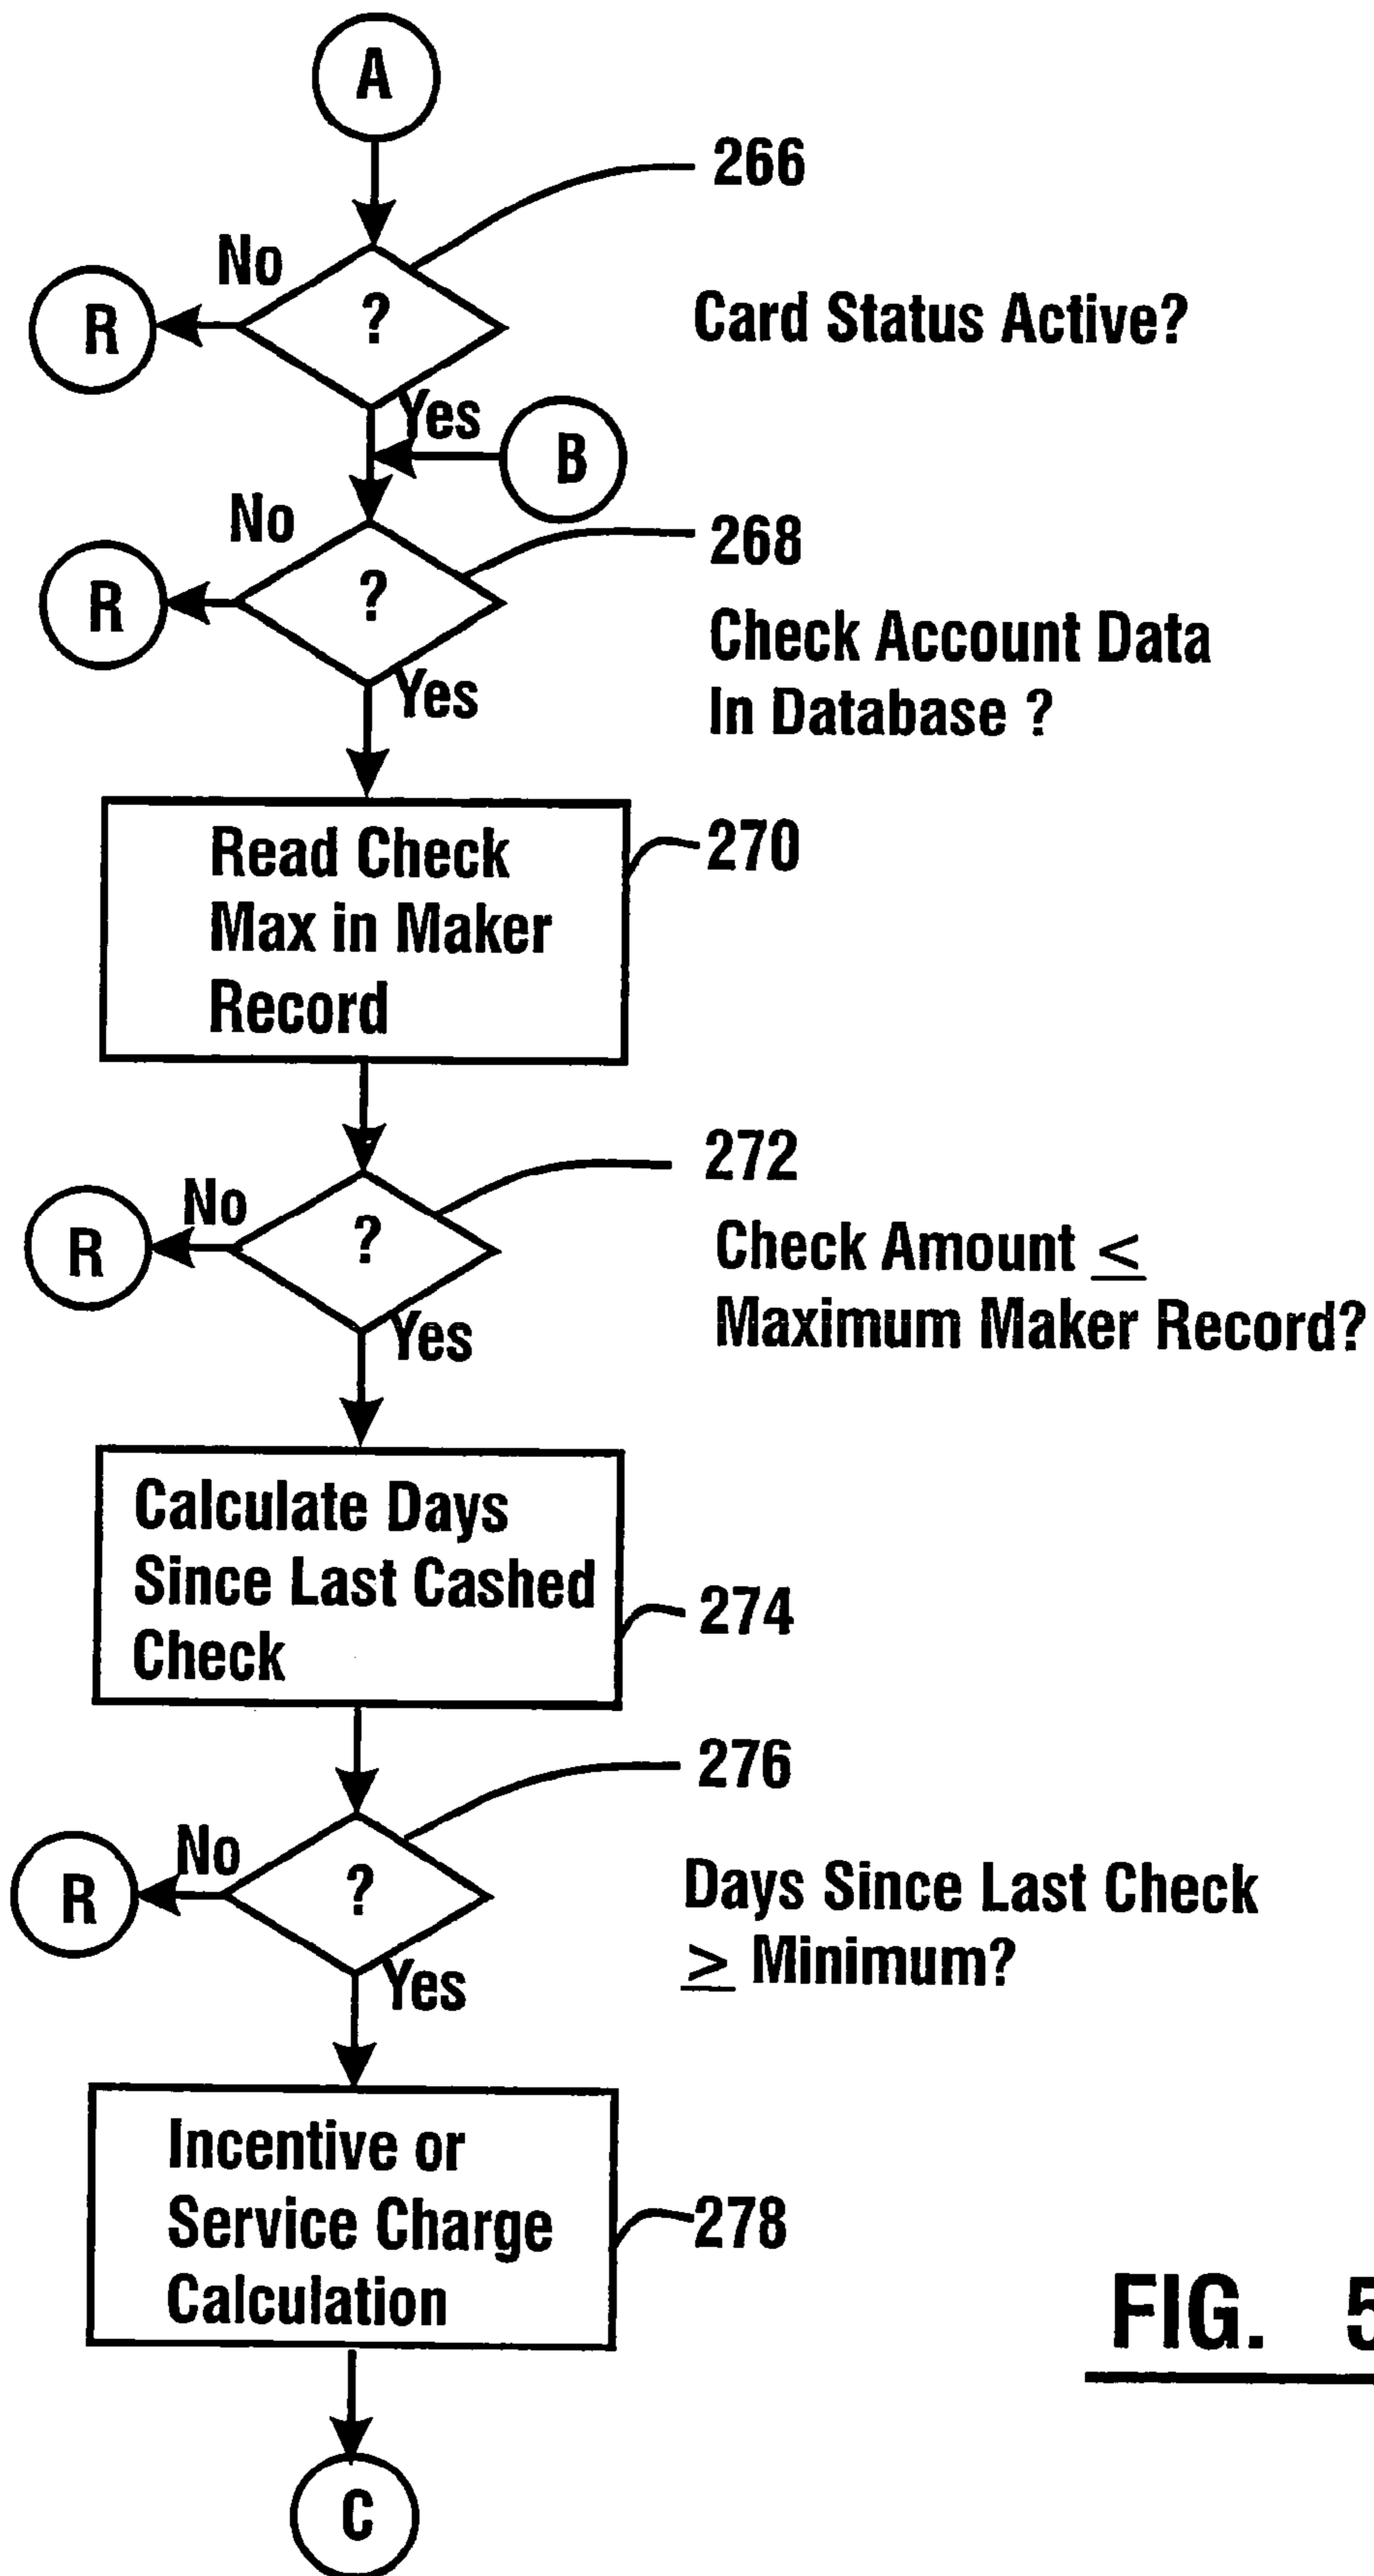 A
266
No
?
R
Card Status Active?
Yes
B
No
268
?
R
Check Account Data
In Database ?
Yes
Read Check
Max in Maker
Record
270
272
No
?
R
Check Amount ≤
Maximum Maker Record?
Yes
Calculate Days
Since Last Cashed
Check
274
276
No
?
R
Days Since Last Check
≥ Minimum?
Yes
Incentive or
Service Charge
Calculation
278
FIG. 5
C